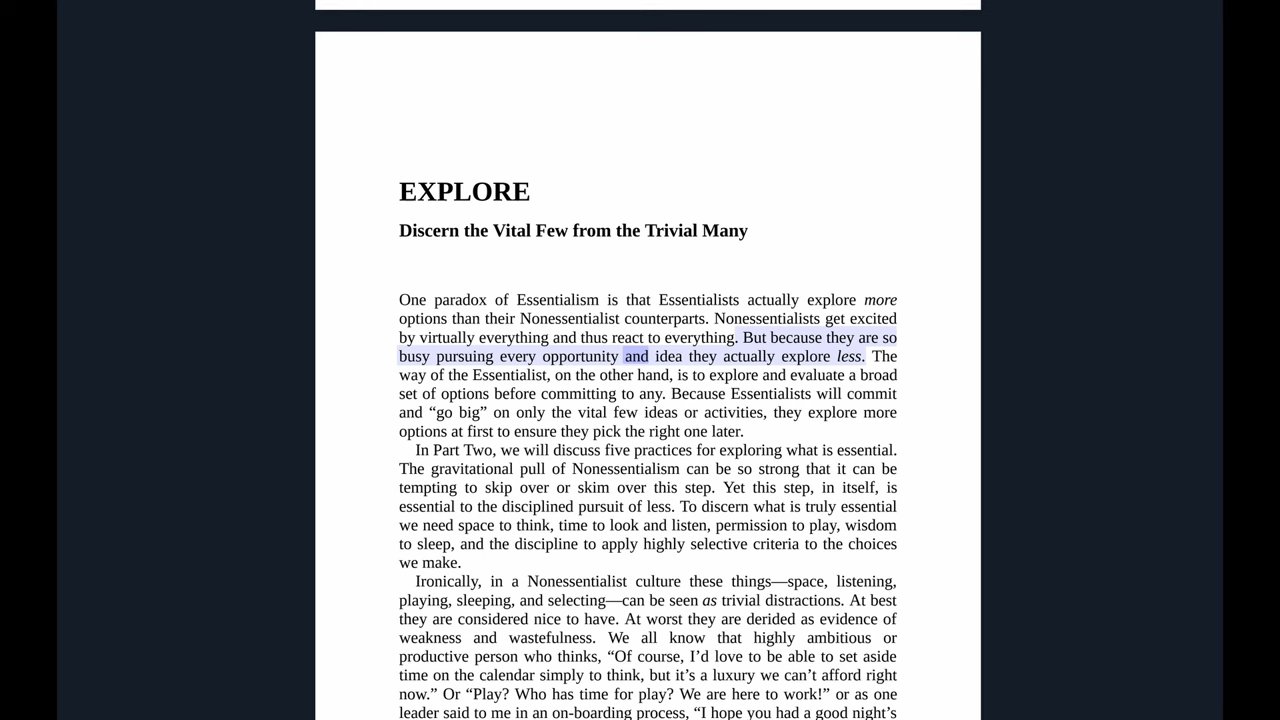 EXPLORE
Discern the Vital Few from the Trivial Many
One paradox of Essentialism is that Essentialists actually explore more
options than their Nonessentialist counterparts. Nonessentialists get excited
by virtually everything and thus react to everything. But because they are so
busy pursuing every opportunity and idea they actually explore less. The
way of the Essentialist, on the other hand, is to explore and evaluate a broad
set of options before committing to any. Because Essentialists will commit
and “go big” on only the vital few ideas or activities, they explore more
options at first to ensure they pick the right one later.
In Part Two, we will discuss five practices for exploring what is essential.
The gravitational pull of Nonessentialism can be so strong that it can be
tempting to skip over or skim over this step. Yet this step, in itself, is
essential to the disciplined pursuit of less. To discern what is truly essential
we need space to think, time to look and listen, permission to play, wisdom
to sleep, and the discipline to apply highly selective criteria to the choices
we make.
Ironically, in a Nonessentialist culture these things—space, listening,
playing, sleeping, and selecting—can be seen as trivial distractions. At best
they are considered nice to have. At worst they are derided as evidence of
weakness and wastefulness. We all know that highly ambitious or
productive person who thinks, “Of course, I’d love to be able to set aside
time on the calendar simply to think, but it’s a luxury we can’t afford right
now.” Or “Play? Who has time for play? We are here to work!” or as one
leader said to me in an on-boarding process, “I hope you had a good night’s